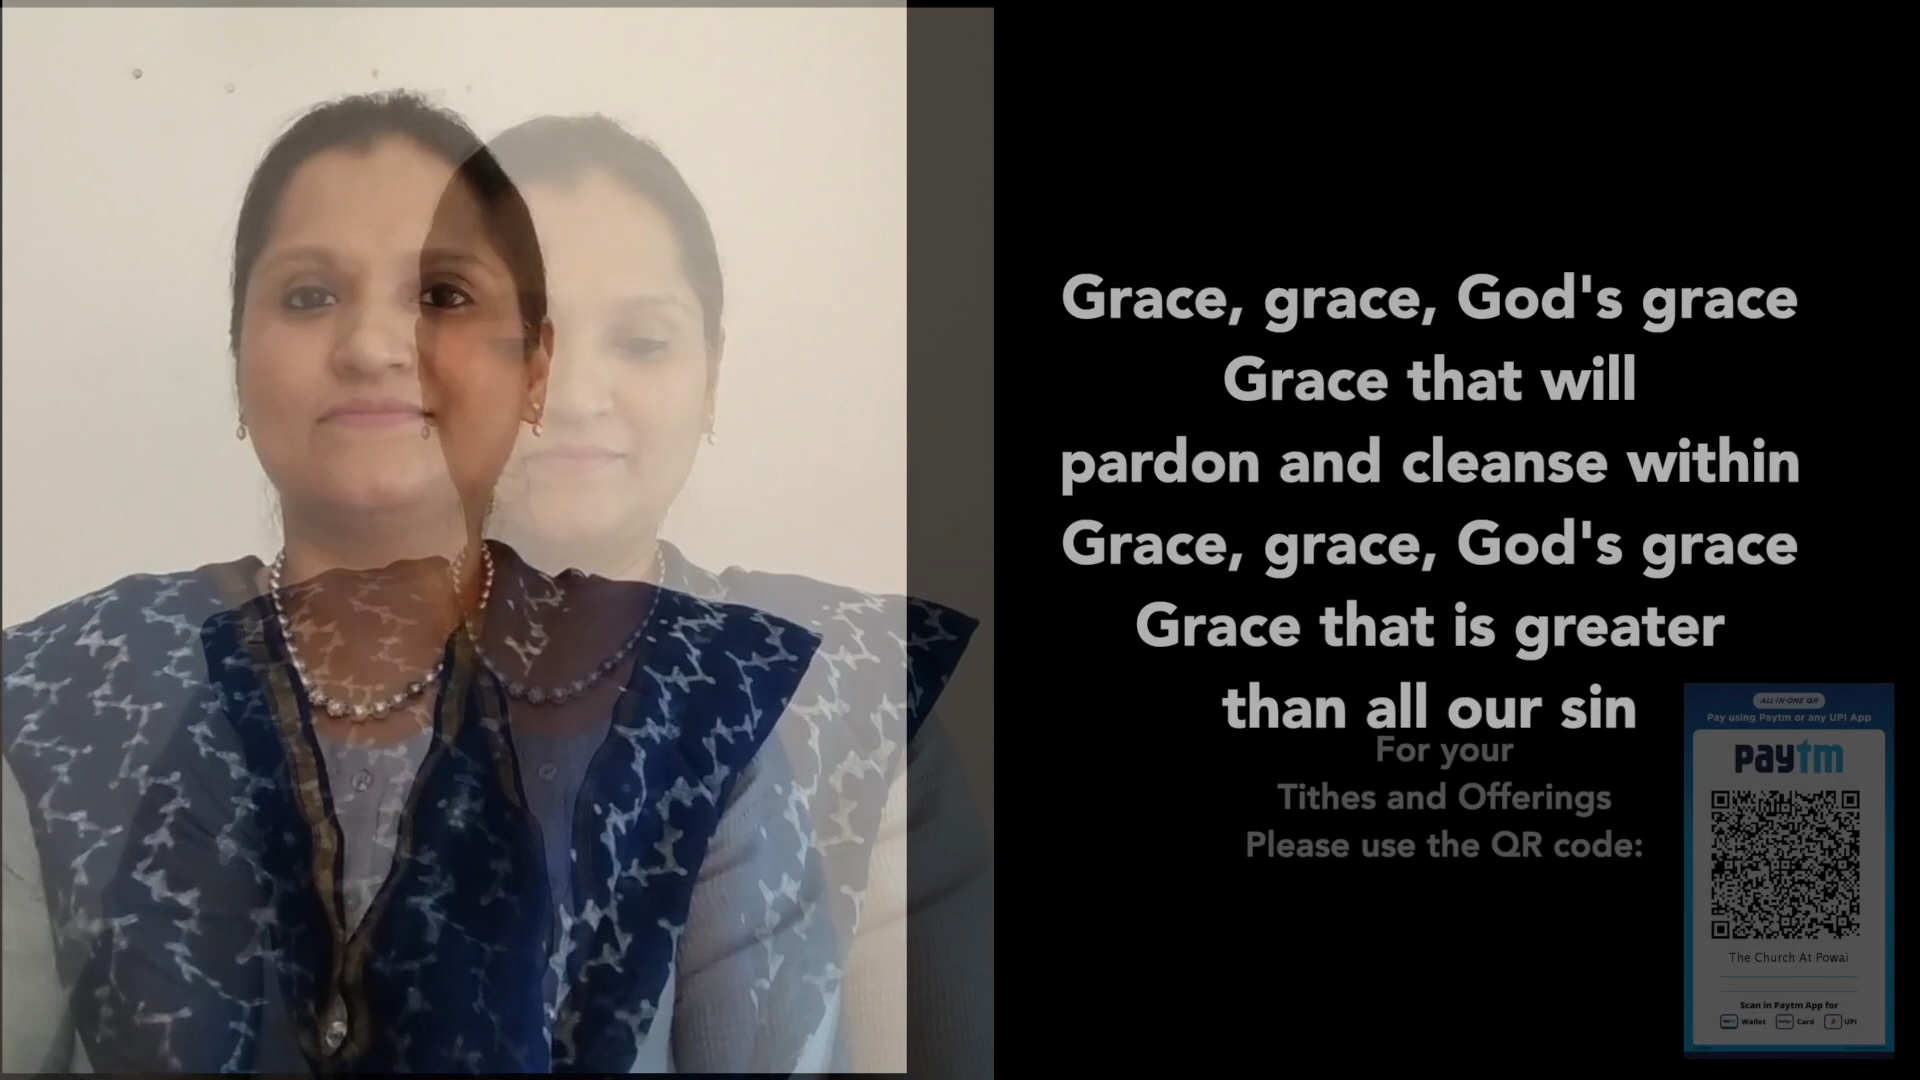 Grace, grace, God's grace
Grace that will
pardon and cleanse within
Grace, grace, God's grace
Grace that is greater
than all our sin
For your
Tithes and Offerings
Please use the QR code:
ALL IN ONE QR
Pay using Paytm or any UPI App
paytm
The Church At Powai
Scan in Paytm App for
Wallet Card UPI